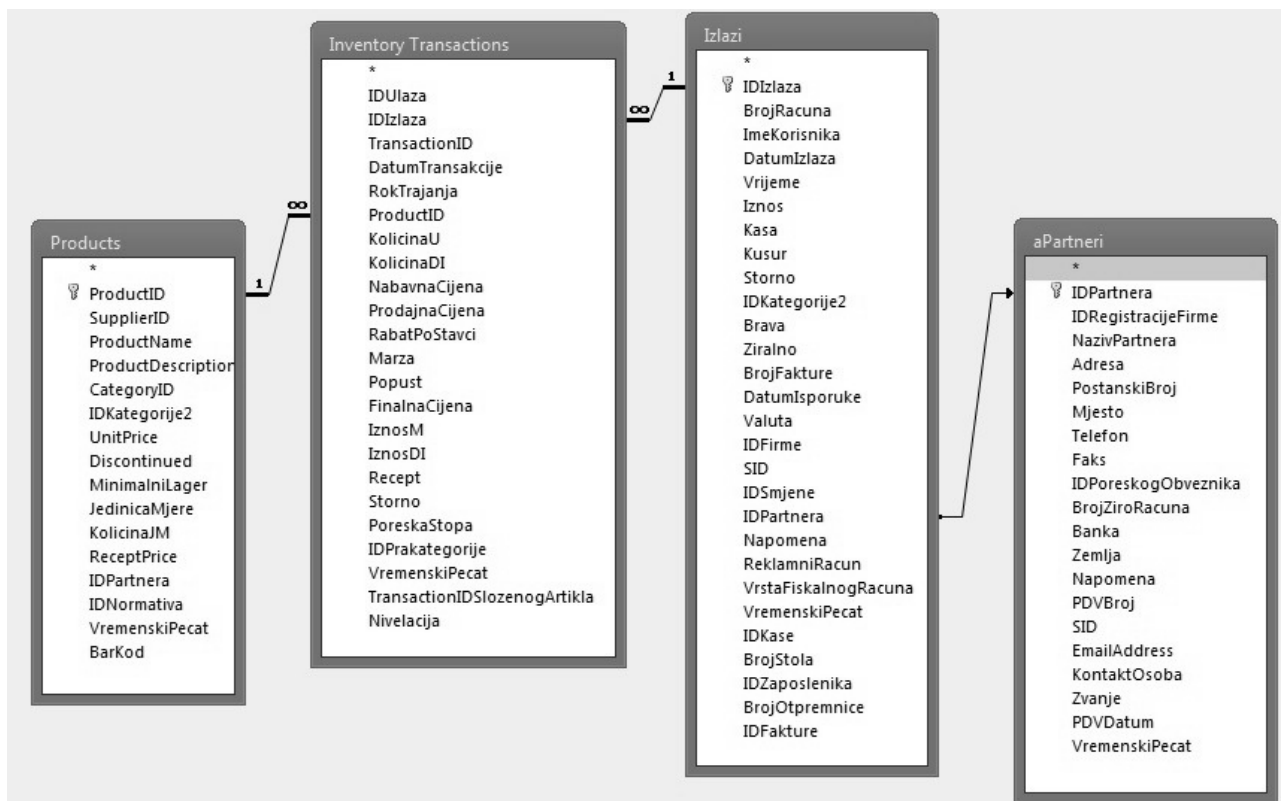 Products
*
ProductID
SupplierID
ProductName
ProductDescription
CategoryID
IDKategorije2
UnitPrice
Discontinued
MinimalniLager
JedinicaMjere
KolicinaJM
ReceptPrice
IDPartnera
IDNormativa
VremenskiPecat
BarKod
1
∞
Inventory Transactions
*
IDUlaza
IDIzlaza
TransactionID
DatumTransakcije
RokTrajanja
ProductID
KolicinaU
KolicinaDI
NabavnaCijena
ProdajnaCijena
RabatPoStavci
Marza
Popust
FinalnaCijena
IznosM
IznosDI
Recept
Storno
PoreskaStopa
IDPrakategorije
VremenskiPecat
TransactionIDSlozenogArtikla
Nivelacija
∞
1
Izlazi
*
IDIzlaza
BrojRacuna
ImeKorisnika
DatumIzlaza
Vrijeme
Iznos
Kasa
Kusur
Storno
IDKategorije2
Brava
Ziralno
BrojFakture
DatumIsporuke
Valuta
IDFirme
SID
IDSmjene
IDPartnera
Napomena
ReklamniRacun
VrstaFiskalnogRacuna
VremenskiPecat
IDKase
BrojStola
IDZaposlenika
BrojOtpremnice
IDFakture
aPartneri
*
IDPartnera
IDRegistracijeFirme
NazivPartnera
Adresa
PostanskiBroj
Mjesto
Telefon
Faks
IDPoreskogObveznika
BrojZiroRacuna
Banka
Zemlja
Napomena
PDVBroj
SID
EmailAddress
KontaktOsoba
Zvanje
PDVDatum
VremenskiPecat